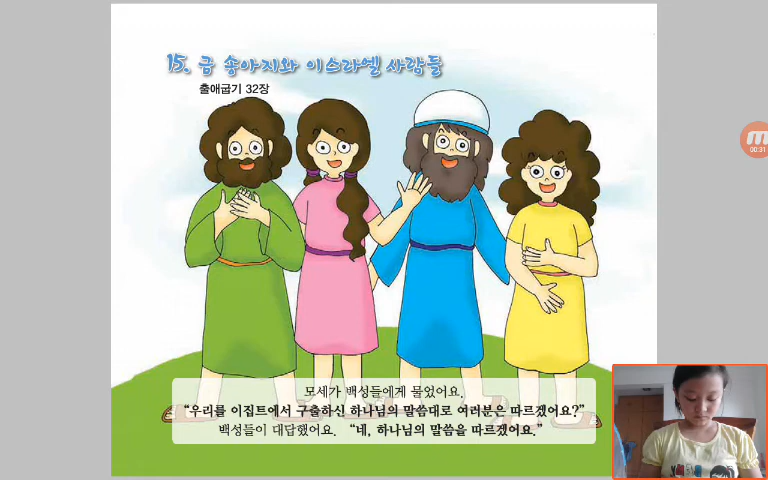 15. 금 송아지와 이스라엘 사람들
출애굽기 32장
모세가 백성들에게 물었어요.
“우리를 이집트에서 구출하신 하나님의 말씀대로 여러분은 따르겠어요?”
백성들이 대답했어요. “네, 하나님의 말씀을 따르겠어요.”
00:31